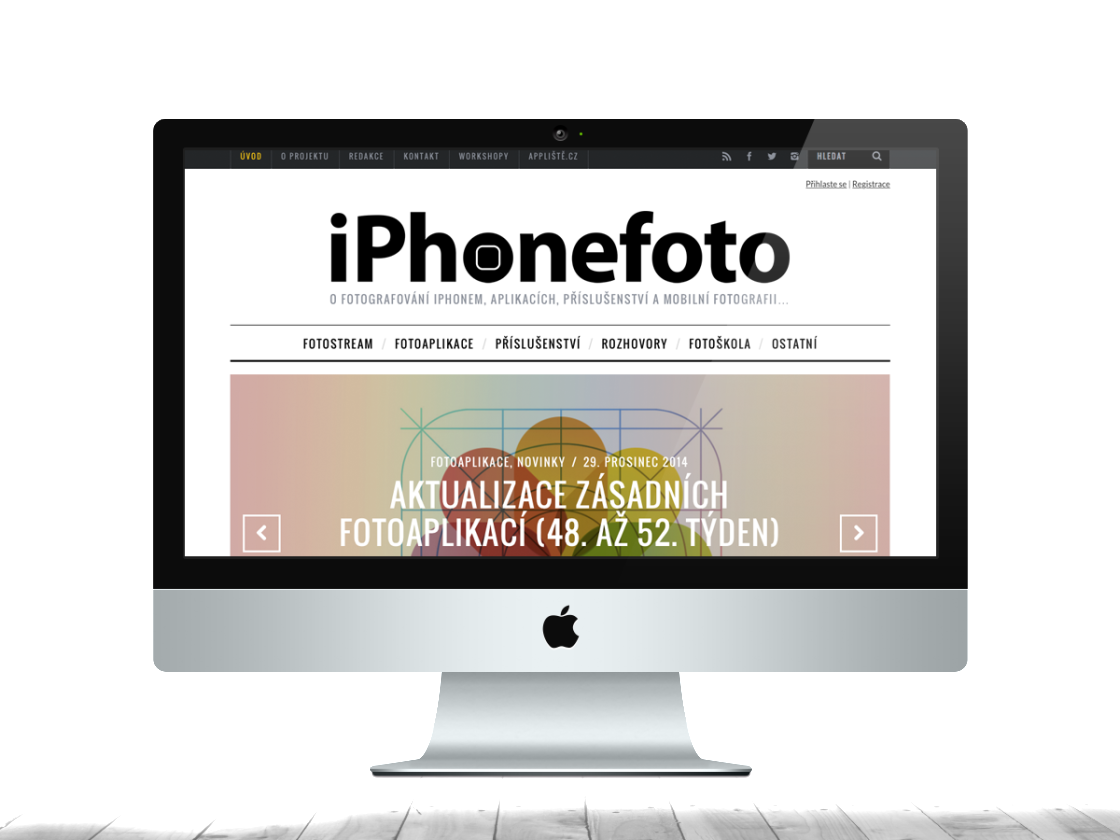 ÚVOD O PROJEKTU REDAKCE KONTAKT WORKSHOPY APPLIŠTĚ.CZ HLEDAT
Přihlaste se | Registrace
iPhonefoto
O FOTOGRAFOVÁNÍ IPHONEM, APLIKACÍCH, PŘÍSLUŠENSTVÍ A MOBILNÍ FOTOGRAFII...
FOTOSTREAM / FOTOAPLIKACE / PŘÍSLUŠENSTVÍ / ROZHOVORY / FOTOŠKOLA / OSTATNÍ
FOTOAPLIKACE, NOVINKY / 29. PROSINEC 2014
AKTUALIZACE ZÁSADNÍCH
FOTOAPLIKACÍ (48. AŽ 52. TÝDEN)